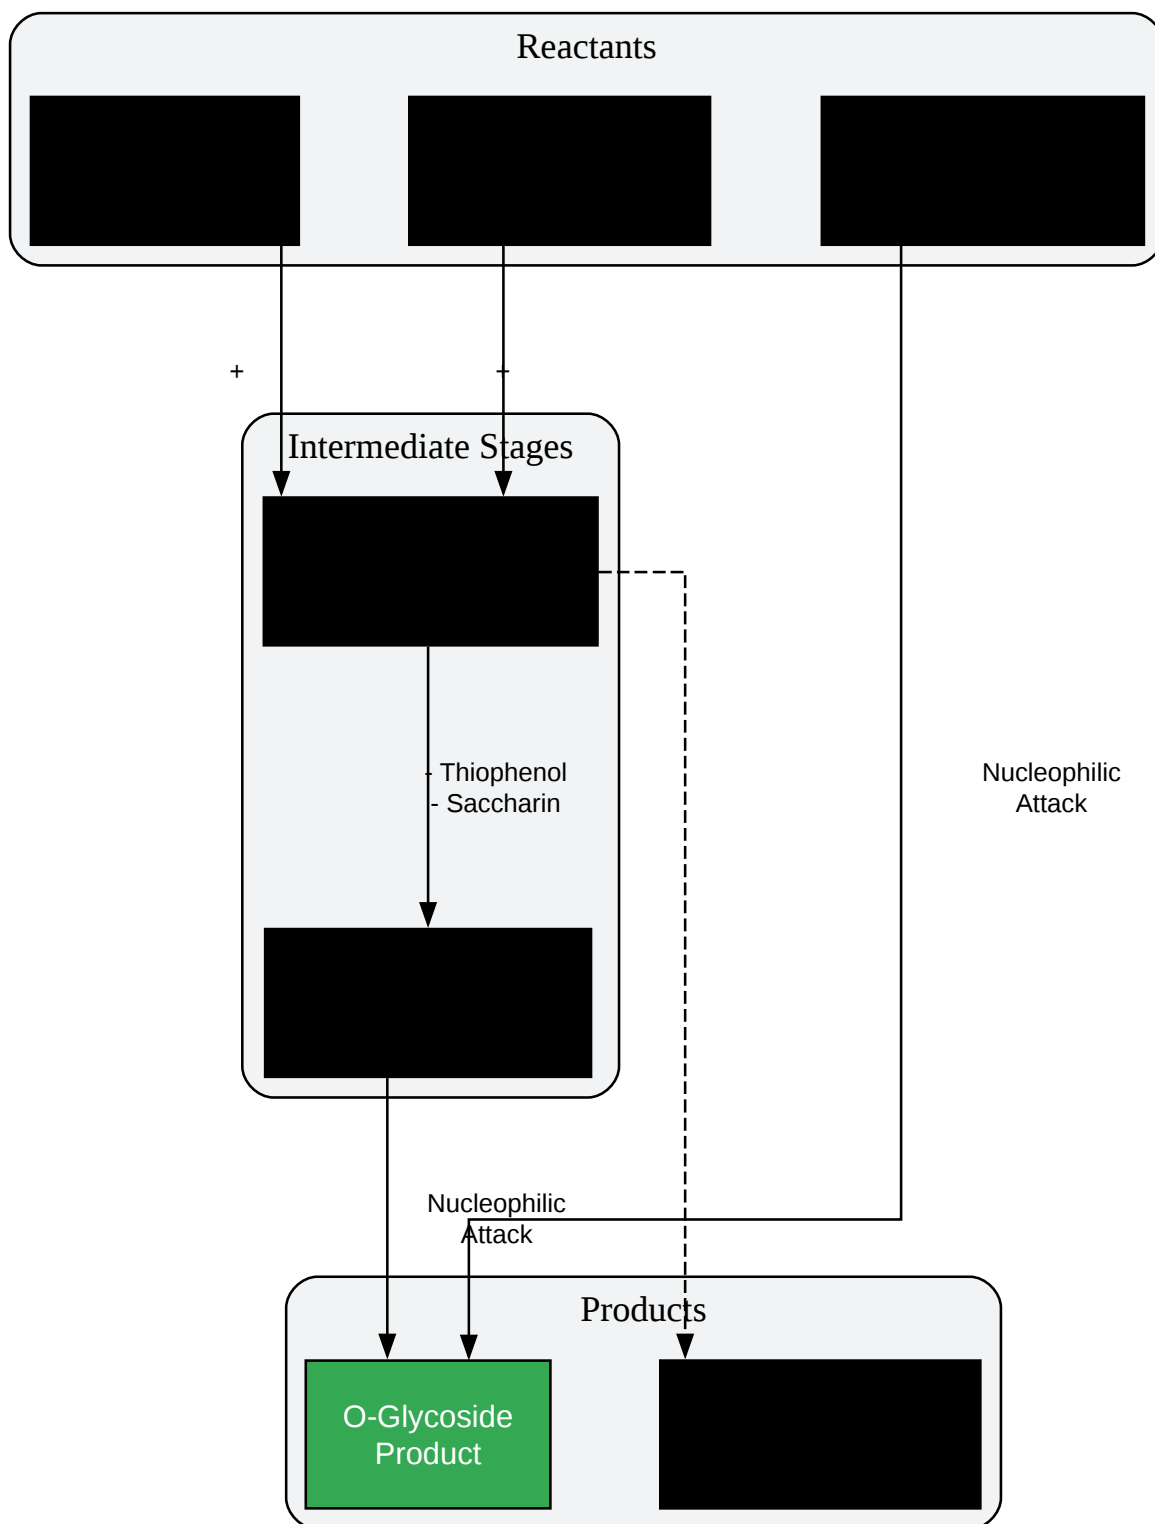 Reactants
+
+
Intermediate Stages
- Thiophenol
- Saccharin
Nucleophilic
Attack
Nucleophilic
Attack
Products
O-Glycoside
Product